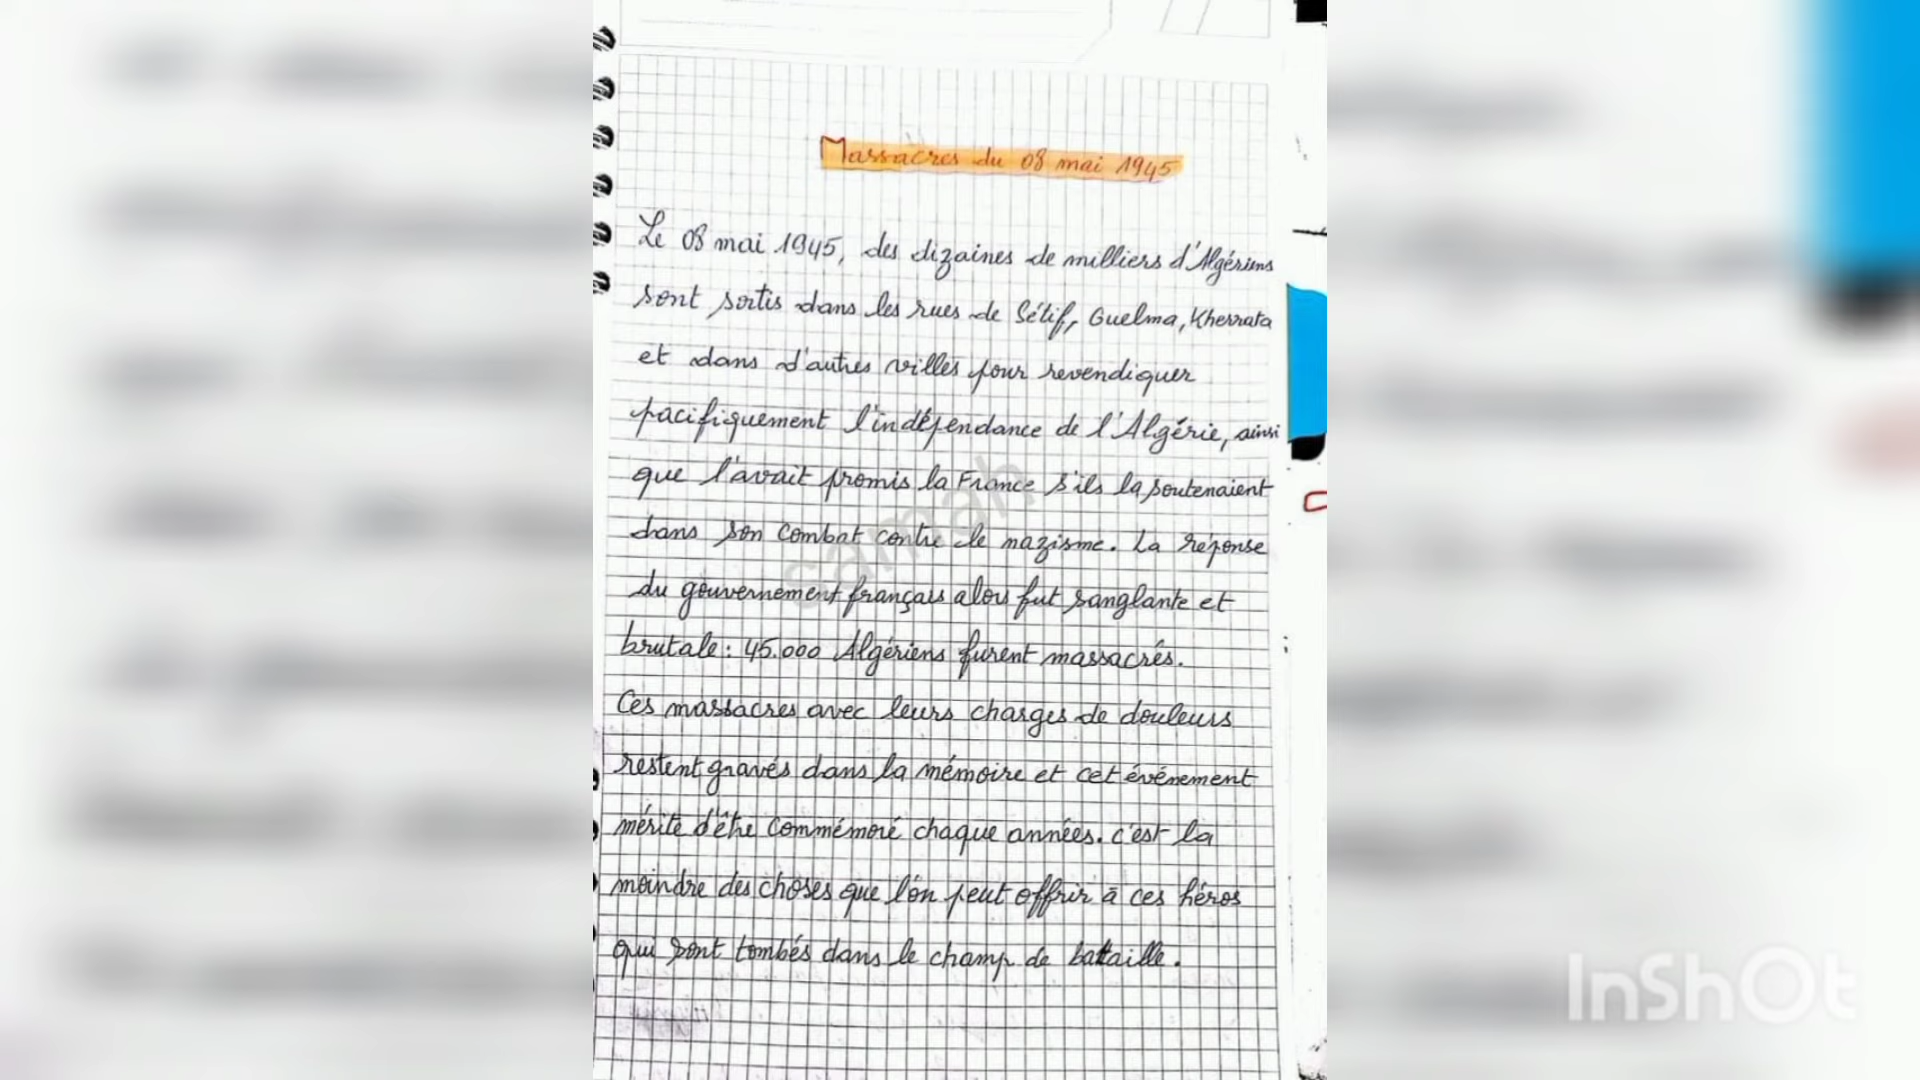 Massacres du 08 mai 1945
Le 08 mai 1945, des dizaines de milliers d'Algériens
sont sortis dans les rues de Sétif, Guelma, Kherrata
et dans d'autres villes pour revendiquer
pacifiquement l'indépendance de l'Algérie, ainsi
que l'avait promis la France s'ils la soutenaient
dans son combat contre le nazisme. La réponse
du gouvernement français alors fut sanglante et
brutale : 45.000 Algériens furent massacrés.
Ces massacres avec leurs charges de douleurs
restent gravés dans la mémoire et cet événement
mérite d'être commémoré chaque années. c'est la
moindre des choses que l'on peut offrir à ces héros
qui sont tombés dans le champ de bataille.
samah
InShOt